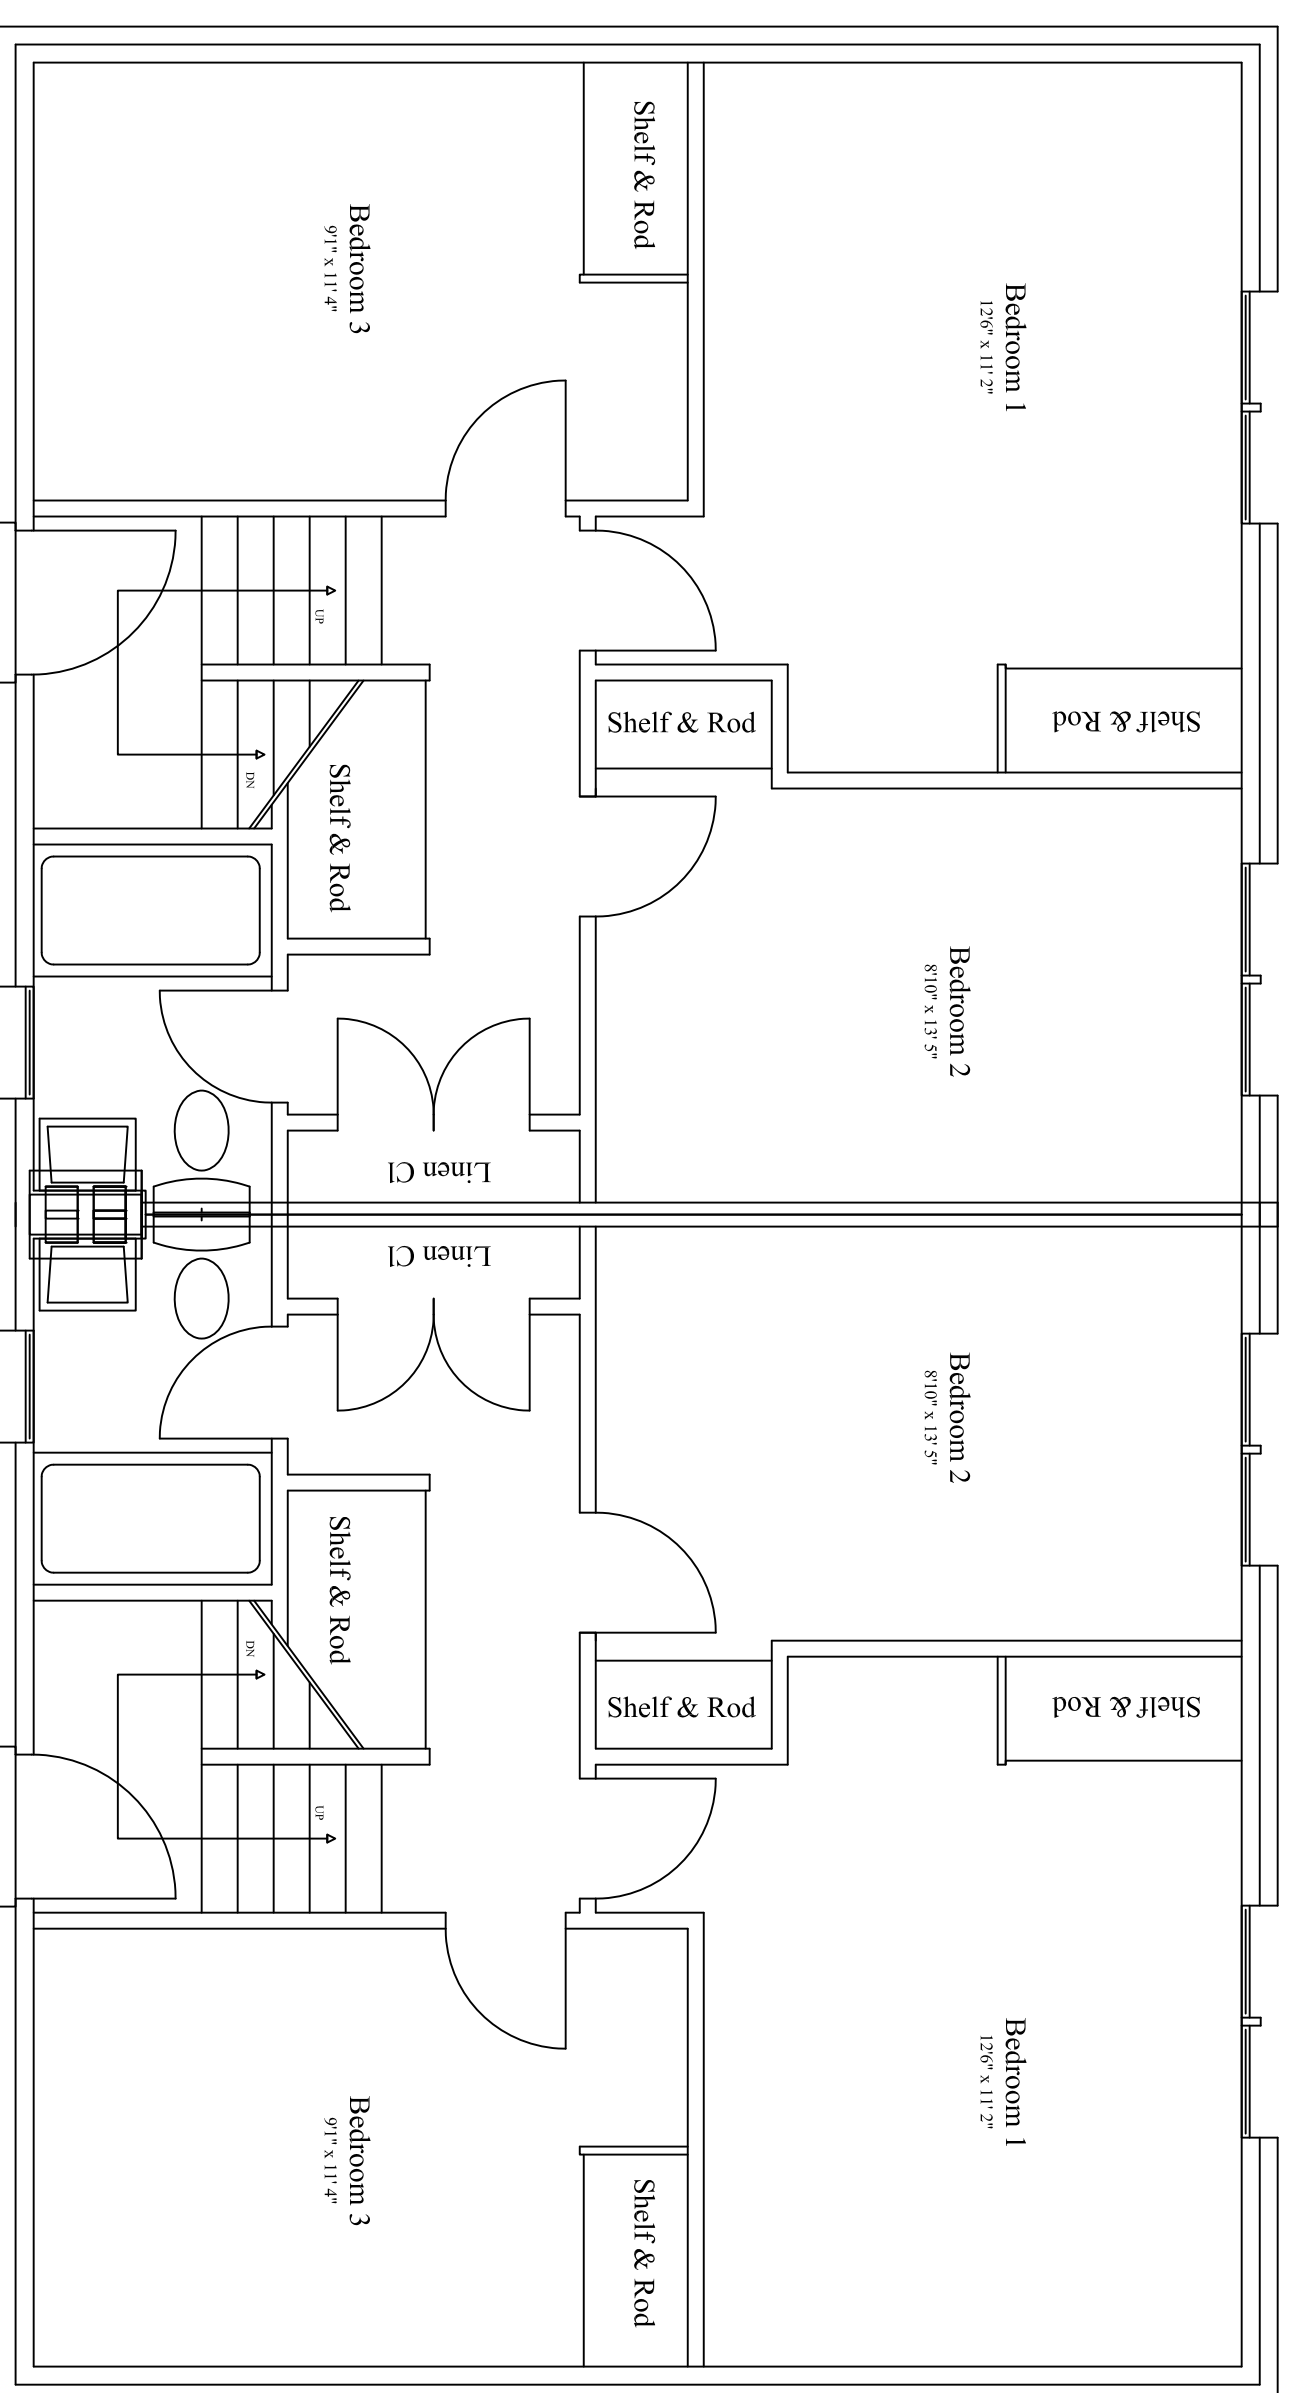 Shelf & Rod
Bedroom 3
9'1" x 11' 4"
Bedroom 1
12'6" x 11' 2"
UP
DN
Shelf & Rod
Shelf & Rod
Shelf & Rod
Bedroom 2
8'10" x 13' 5"
Linen Cl
Linen Cl
Bedroom 2
8'10" x 13' 5"
Shelf & Rod
DN
UP
Shelf & Rod
Shelf & Rod
Bedroom 1
12'6" x 11' 2"
Bedroom 3
9'1" x 11' 4"
Shelf & Rod